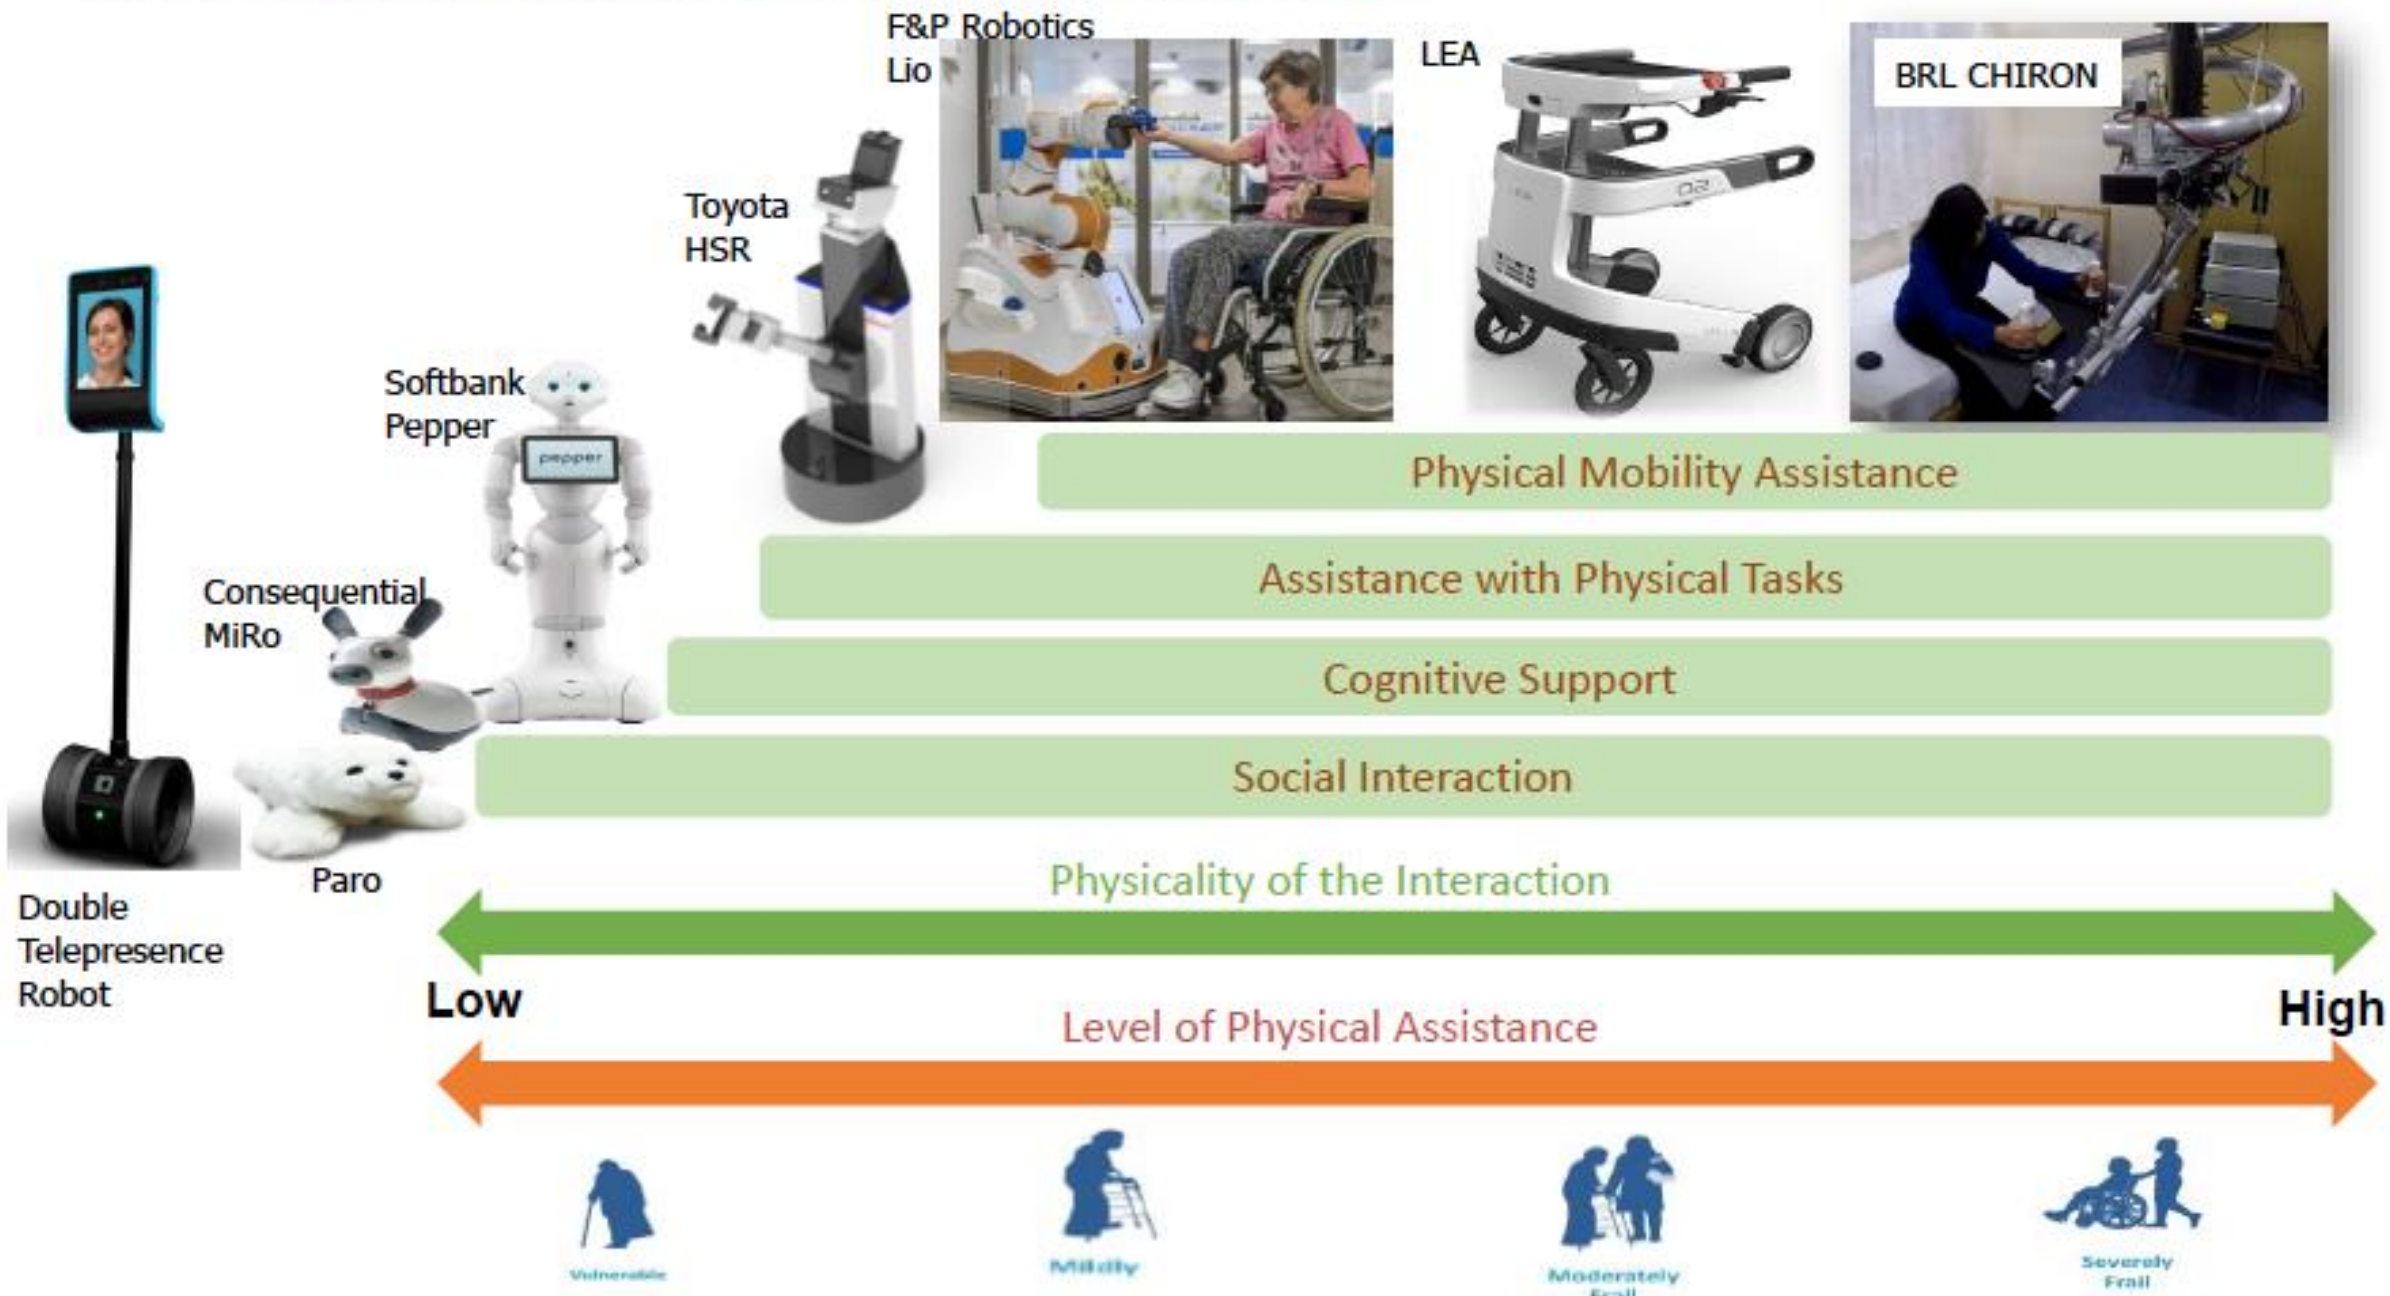 F&P Robotics
Lio
LEA
BRL CHIRON
Toyota
HSR
Softbank
Pepper
pepper
Physical Mobility Assistance
Assistance with Physical Tasks
Consequential
MiRo
Cognitive Support
Social Interaction
Paro
Physicality of the Interaction
Double
Telepresence
Robot
Low
High
Level of Physical Assistance
Vulnerable
Mildly
Moderately
Frail
Severely
Frail